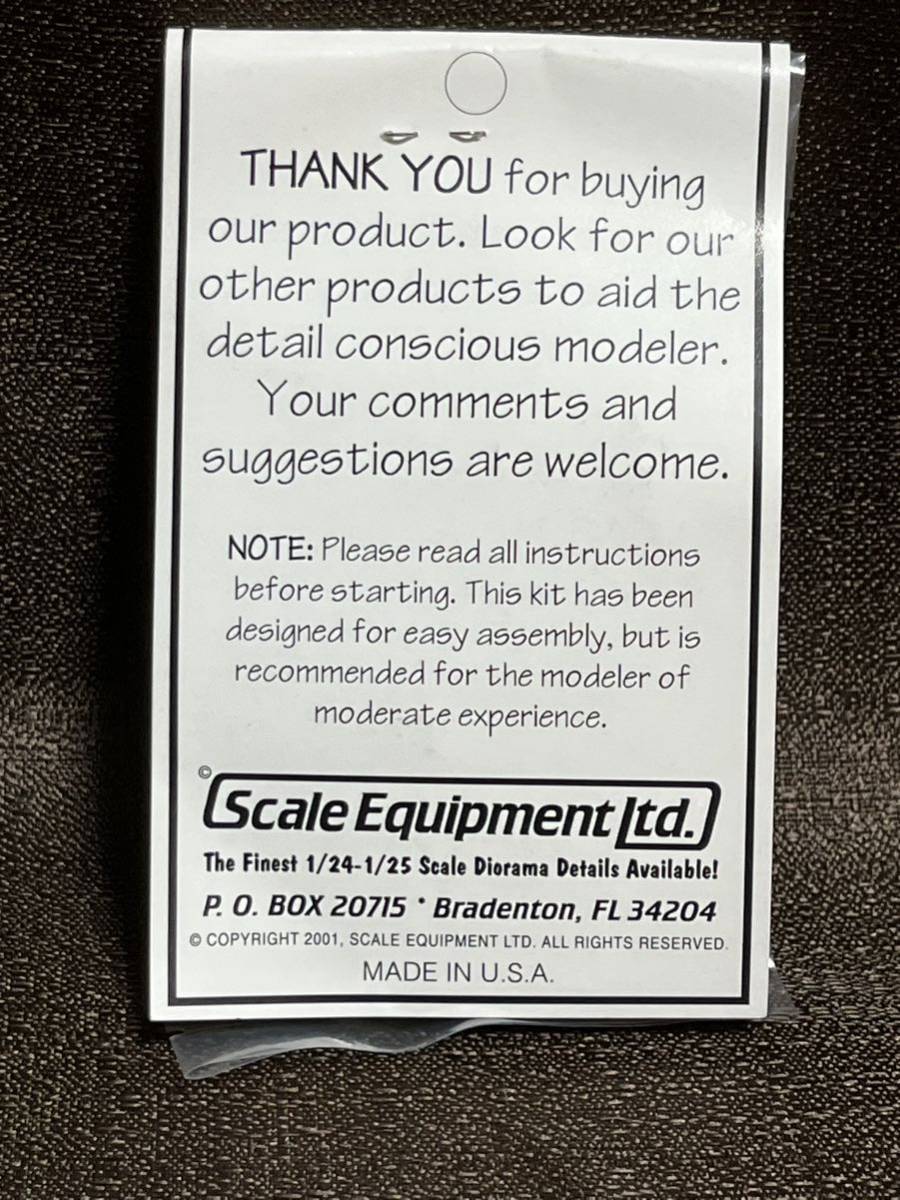 THANK YOU for buying
our product. Look for our
other products to aid the
detail conscious modeler.
Your comments and
suggestions are welcome.
NOTE: Please read all instructions
before starting. This kit has been
designed for easy assembly, but is
recommended for the modeler of
moderate experience.
©
Scale Equipment Ltd.
The Finest 1/24-1/25 Scale Diorama Details Available!
P. O. BOX 20715 • Bradenton, FL 34204
© COPYRIGHT 2001, SCALE EQUIPMENT LTD. ALL RIGHTS RESERVED.
MADE IN U.S.A.